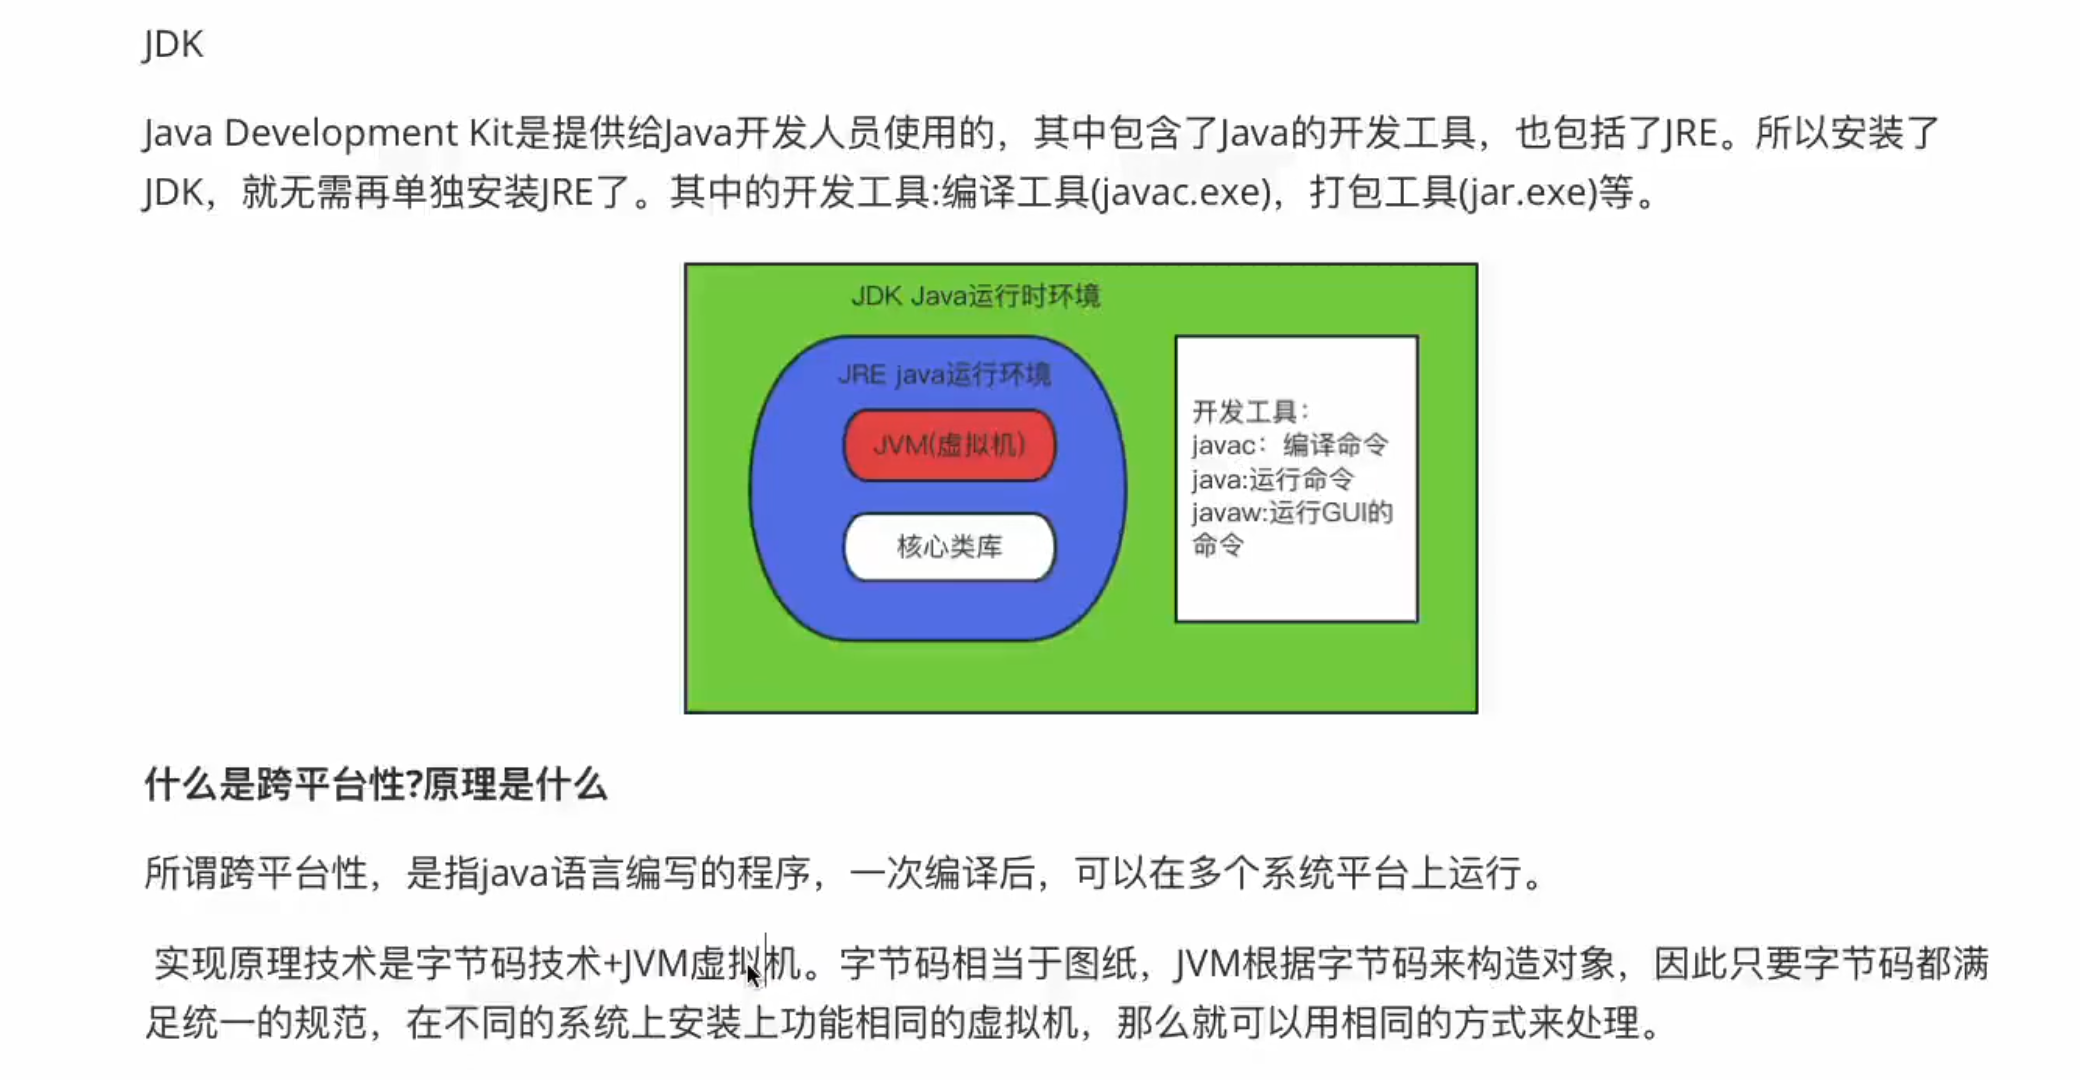 JDK
Java Development Kit是提供给Java开发人员使用的，其中包含了Java的开发工具，也包括了JRE。所以安装了
JDK，就无需再单独安装JRE了。其中的开发工具:编译工具(javac.exe)，打包工具(jar.exe)等。
JDK Java运行时环境
JRE java运行环境
JVM(虚拟机)
核心类库
开发工具：
javac：编译命令
java:运行命令
javaw:运行GUI的
命令
什么是跨平台性?原理是什么
所谓跨平台性，是指java语言编写的程序，一次编译后，可以在多个系统平台上运行。
实现原理技术是字节码技术+JVM虚拟机。字节码相当于图纸，JVM根据字节码来构造对象，因此只要字节码都满
足统一的规范，在不同的系统上安装上功能相同的虚拟机，那么就可以用相同的方式来处理。